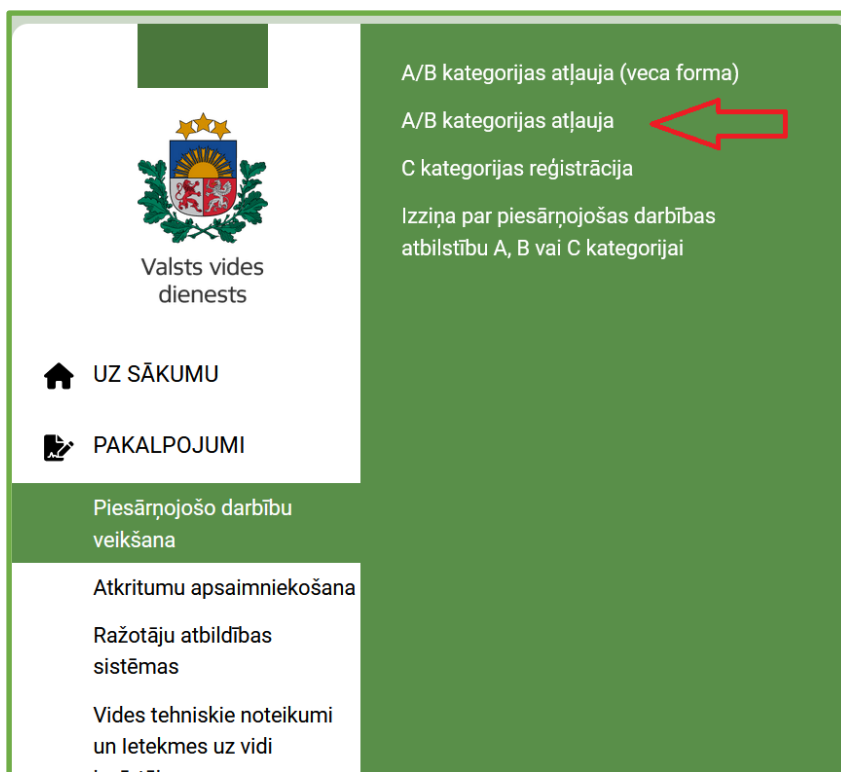 Valsts vides
dienests
UZ SĀKUMU
PAKALPOJUMI
Piesārņojošo darbību
veikšana
Atkritumu apsaimniekošana
Ražotāju atbildības
sistēmas
Vides tehniskie noteikumi
un Ietekmes uz vidi
A/B kategorijas atļauja (veca forma)
A/B kategorijas atļauja
C kategorijas reģistrācija
Izziņa par piesārņojošas darbības
atbilstību A, B vai C kategorijai